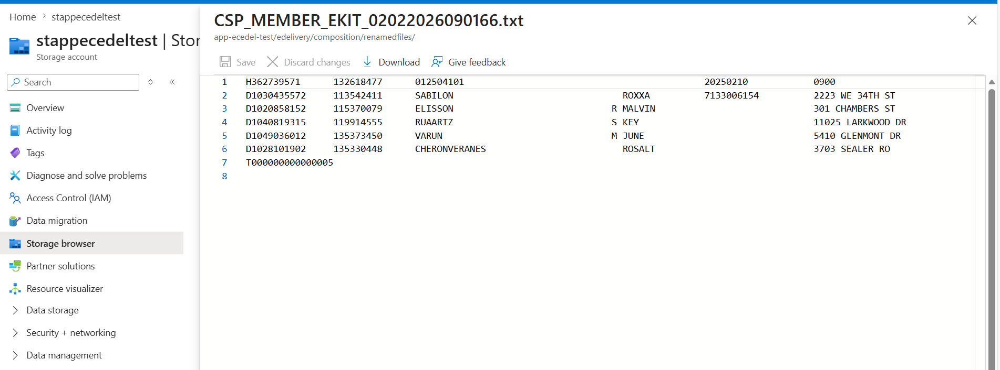 Home > stappecedeltest
stappecedeltest | Stor
Storage account
Search
Overview
Activity log
Tags
Diagnose and solve problems
Access Control (IAM)
Data migration
Storage browser
Partner solutions
Resource visualizer
Data storage
Security + networking
Data management
CSP_MEMBER_EKIT_02022026090166.txt
app-ecedel-test/edelivery/composition/renamedfiles/
Save Discard changes Download Give feedback
1 H362739571 132618477 012504101 20250210 0900
2 D1030435572 113542411 SABILON ROXXA 7133006154 2223 WE 34TH ST
3 D1020858152 115370079 ELISSON R MALVIN 301 CHAMBERS ST
4 D1040819315 119914555 RUAARTZ S KEY 11025 LARKWOOD DR
5 D1049036012 135373450 VARUN M JUNE 5410 GLENMONT DR
6 D1028101902 135330448 CHERONVERANES ROSALT 3703 SEALER RO
7 T000000000000005
8